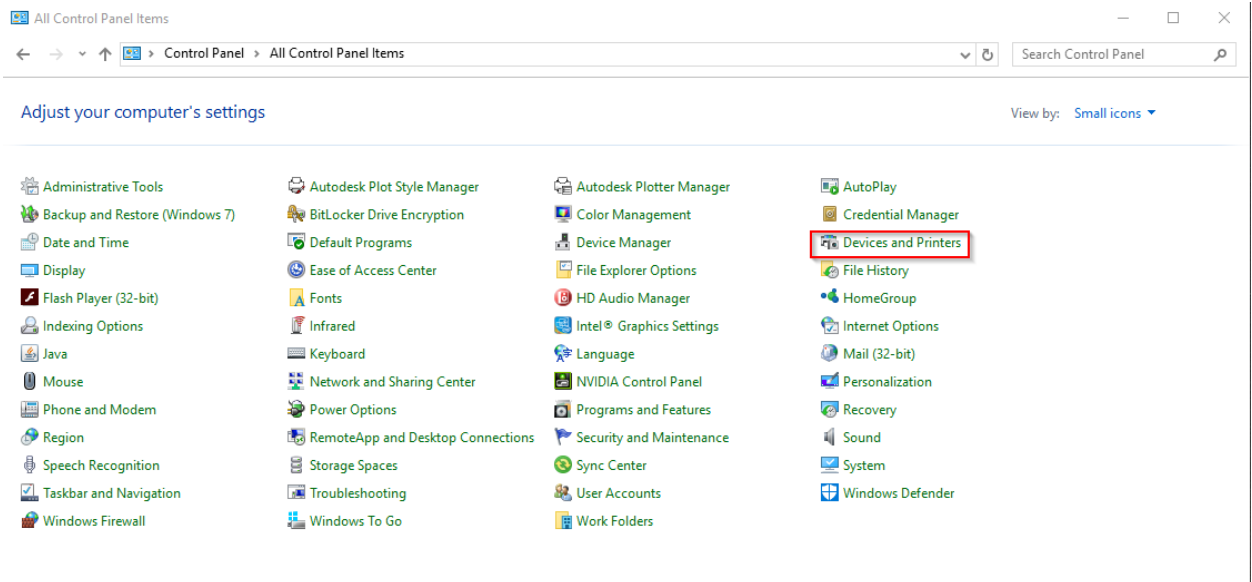 All Control Panel Items
Control Panel > All Control Panel Items
Search Control Panel
Adjust your computer's settings
View by: Small icons
Administrative Tools Autodesk Plot Style Manager Autodesk Plotter Manager AutoPlay
Backup and Restore (Windows 7) BitLocker Drive Encryption Color Management Credential Manager
Date and Time Default Programs Device Manager Devices and Printers
Display Ease of Access Center File Explorer Options File History
Flash Player (32-bit) Fonts HD Audio Manager HomeGroup
Indexing Options Infrared Intel® Graphics Settings Internet Options
Java Keyboard Language Mail (32-bit)
Mouse Network and Sharing Center NVIDIA Control Panel Personalization
Phone and Modem Power Options Programs and Features Recovery
Region RemoteApp and Desktop Connections Security and Maintenance Sound
Speech Recognition Storage Spaces Sync Center System
Taskbar and Navigation Troubleshooting User Accounts Windows Defender
Windows Firewall Windows To Go Work Folders